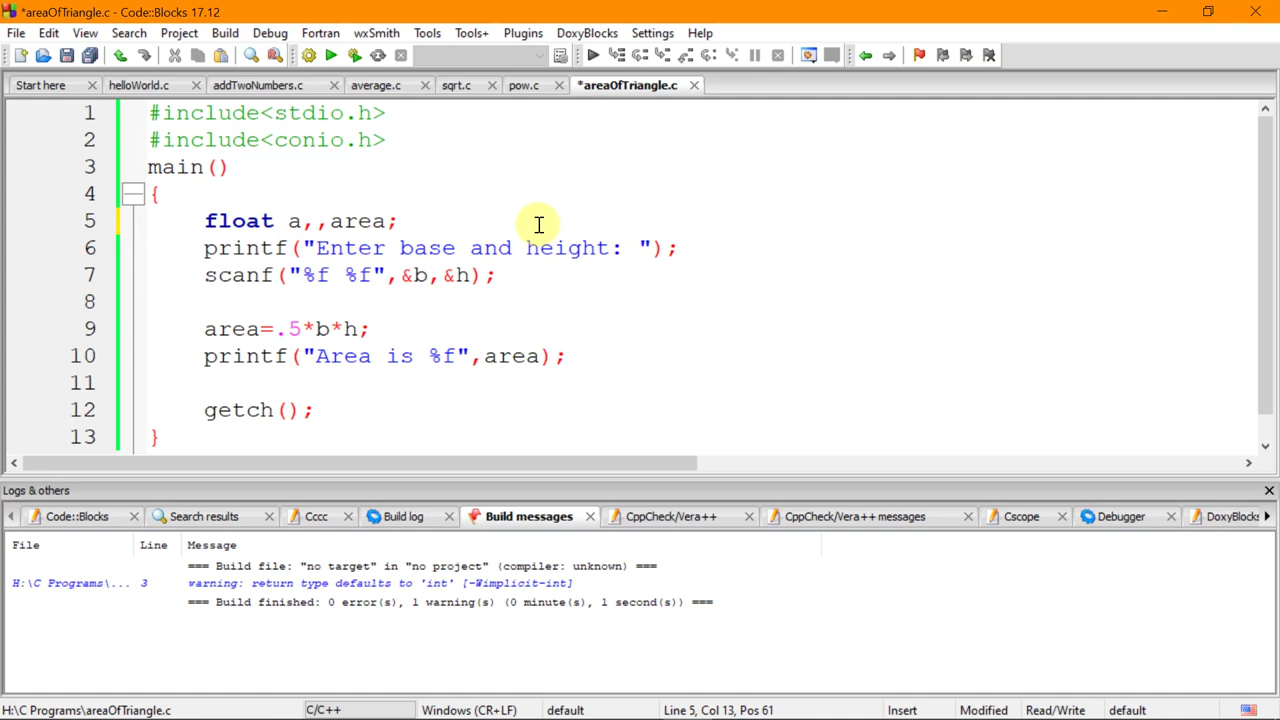 *areaOfTriangle.c - Code::Blocks 17.12
File Edit View Search Project Build Debug Fortran wxSmith Tools Tools+ Plugins DoxyBlocks Settings Help
Start here helloWorld.c addTwoNumbers.c average.c sqrt.c pow.c *areaOfTriangle.c
1 #include<stdio.h>
2 #include<conio.h>
3 main()
4 {
5 float a,,area;
6 printf("Enter base and height: ");
7 scanf("%f %f",&b,&h);
8
9 area=.5*b*h;
10 printf("Area is %f",area);
11
12 getch();
13 }
Logs & others
Code::Blocks Search results Cccc Build log Build messages CppCheck/Vera++ CppCheck/Vera++ messages Cscope Debugger DoxyBlocks
File Line Message
=== Build file: "no target" in "no project" (compiler: unknown) ===
H:\C Programs\... 3 warning: return type defaults to 'int' [-Wimplicit-int]
=== Build finished: 0 error(s), 1 warning(s) (0 minute(s), 1 second(s)) ===
H:\C Programs\areaOfTriangle.c C/C++ Windows (CR+LF) default Line 5, Col 13, Pos 61 Insert Modified Read/Write default